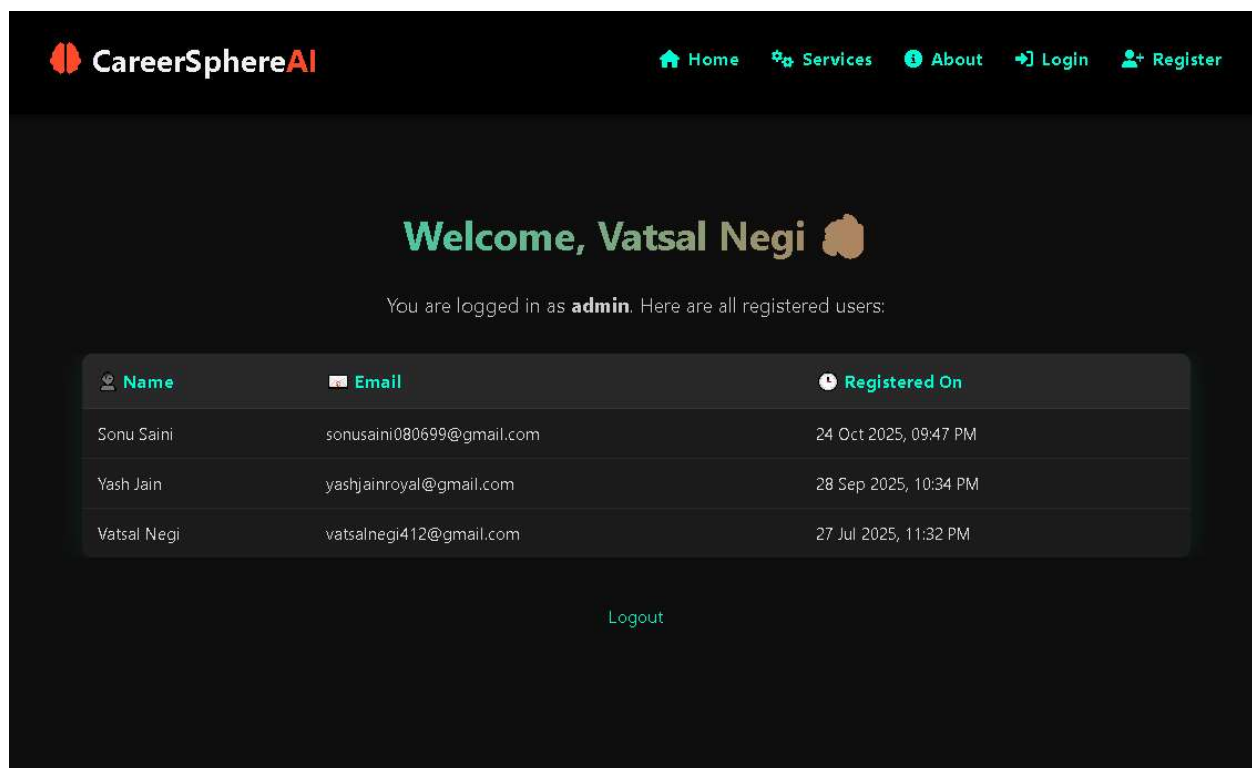 CareerSphereAI Home Services About Login Register
Welcome, Vatsal Negi
You are logged in as admin. Here are all registered users:
Name Email Registered On
Sonu Saini sonusaini080699@gmail.com 24 Oct 2025, 09:47 PM
Yash Jain yashjainroyal@gmail.com 28 Sep 2025, 10:34 PM
Vatsal Negi vatsalnegi412@gmail.com 27 Jul 2025, 11:32 PM
Logout